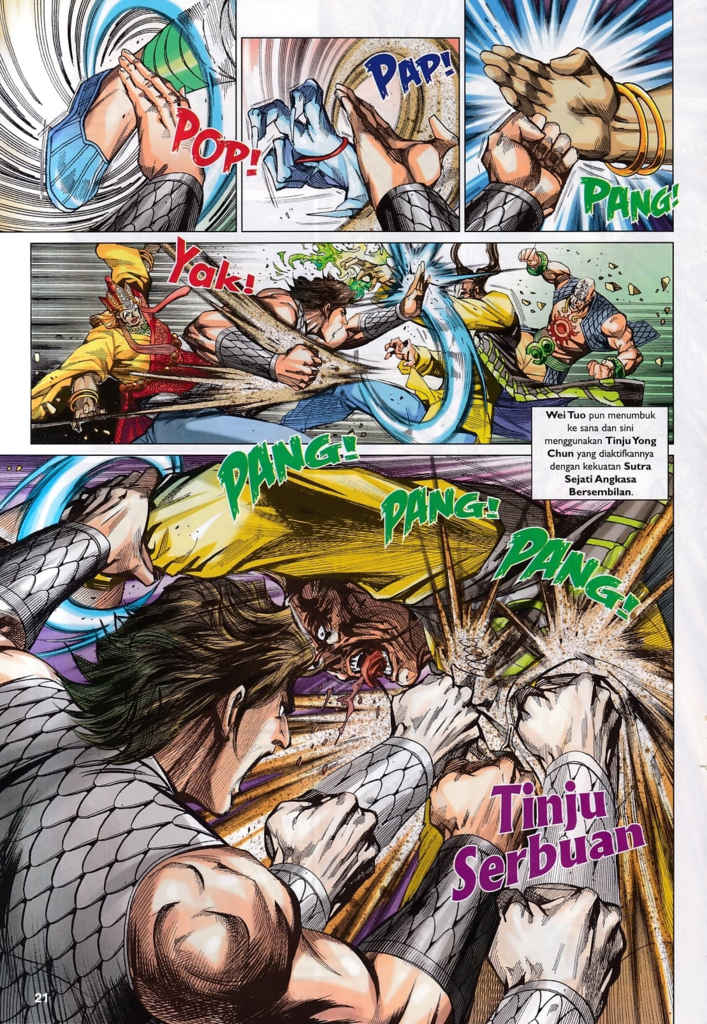 POP!
PAP!
PANG!
Yak!
Wei Tuo pun menumbuk
ke sana dan sini
menggunakan Tinju Yong
Chun yang diaktifkannya
dengan kekuatan Sutra
Sejati Angkasa
Bersembilan.
PANG!
PANG!
PANG!
Tinju
Serbuan
21